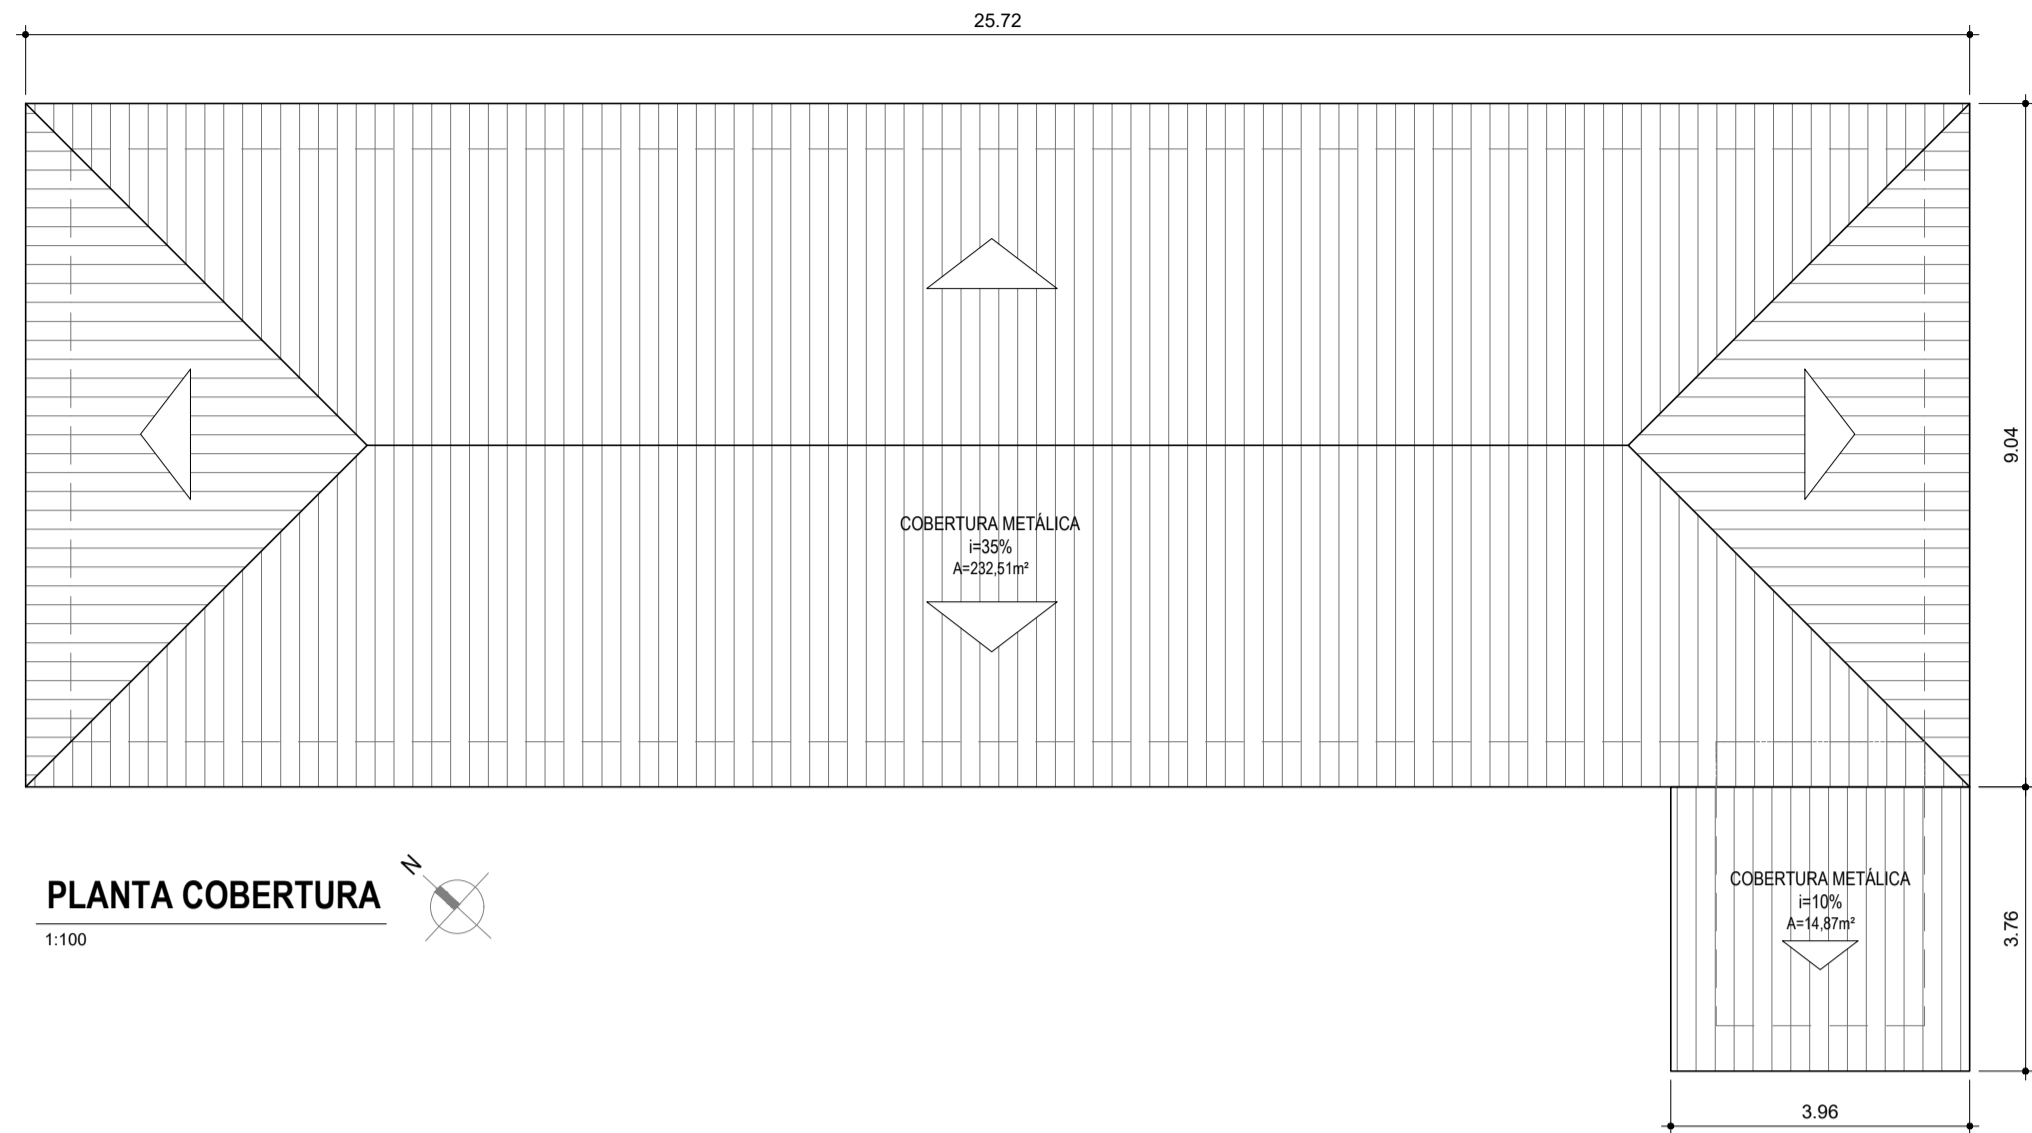 25.72
9.04
COBERTURA METÁLICA
i=35%
A=232,51m²
PLANTA COBERTURA
1:100
N
COBERTURA METÁLICA
i=10%
A=14,87m²
3.76
3.96